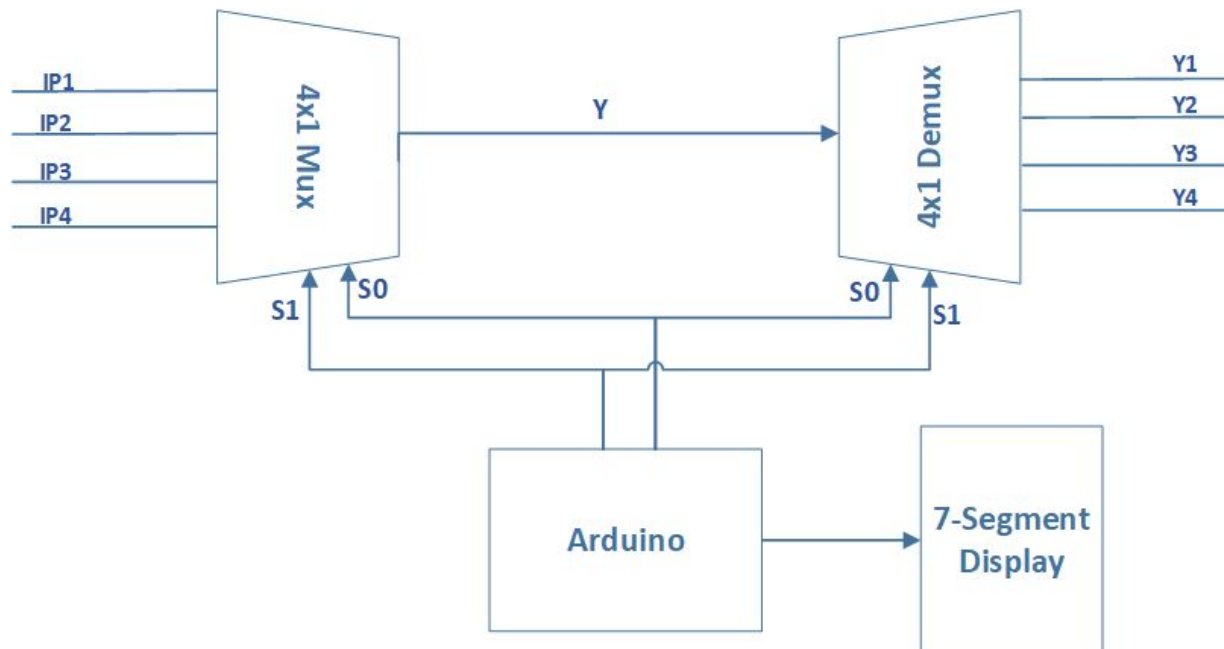 IP1
IP2
IP3
IP4
4x1 Mux
S1
S0
Y
4x1 Demux
Y1
Y2
Y3
Y4
S0
S1
Arduino
7-Segment
Display